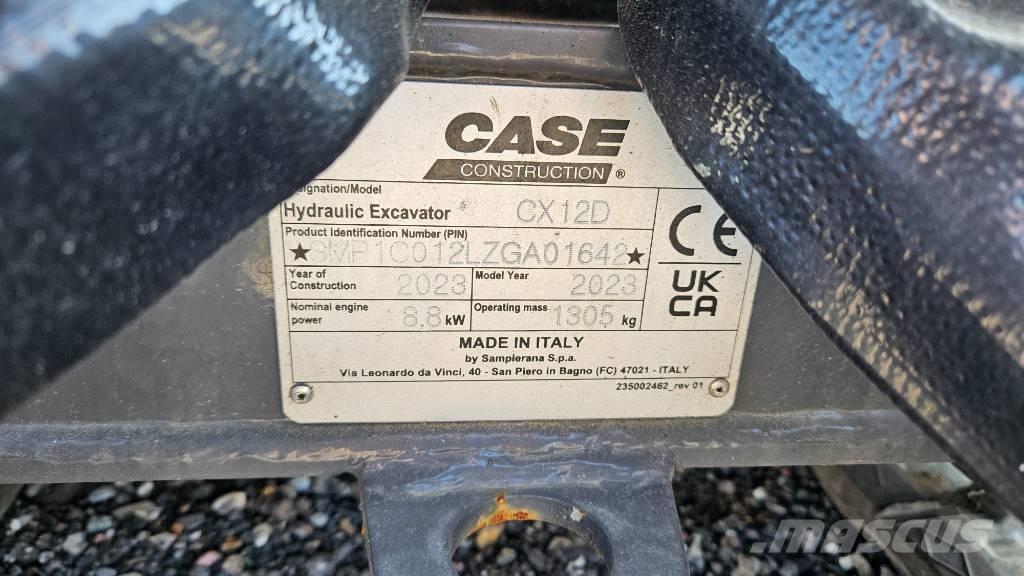 CASE
CONSTRUCTION ®
signation/Model
Hydraulic Excavator CX12D
Product Identification Number (PIN)
★SMP1C012LZGA01642★
Year of Construction 2023 Model Year 2023
Nominal engine power 8.8 kW Operating mass 1305 kg
CE
UK
CA
MADE IN ITALY
by Sampierana S.p.a.
Via Leonardo da Vinci, 40 - San Piero in Bagno (FC) 47021 - ITALY
235002462_rev 01
mascus